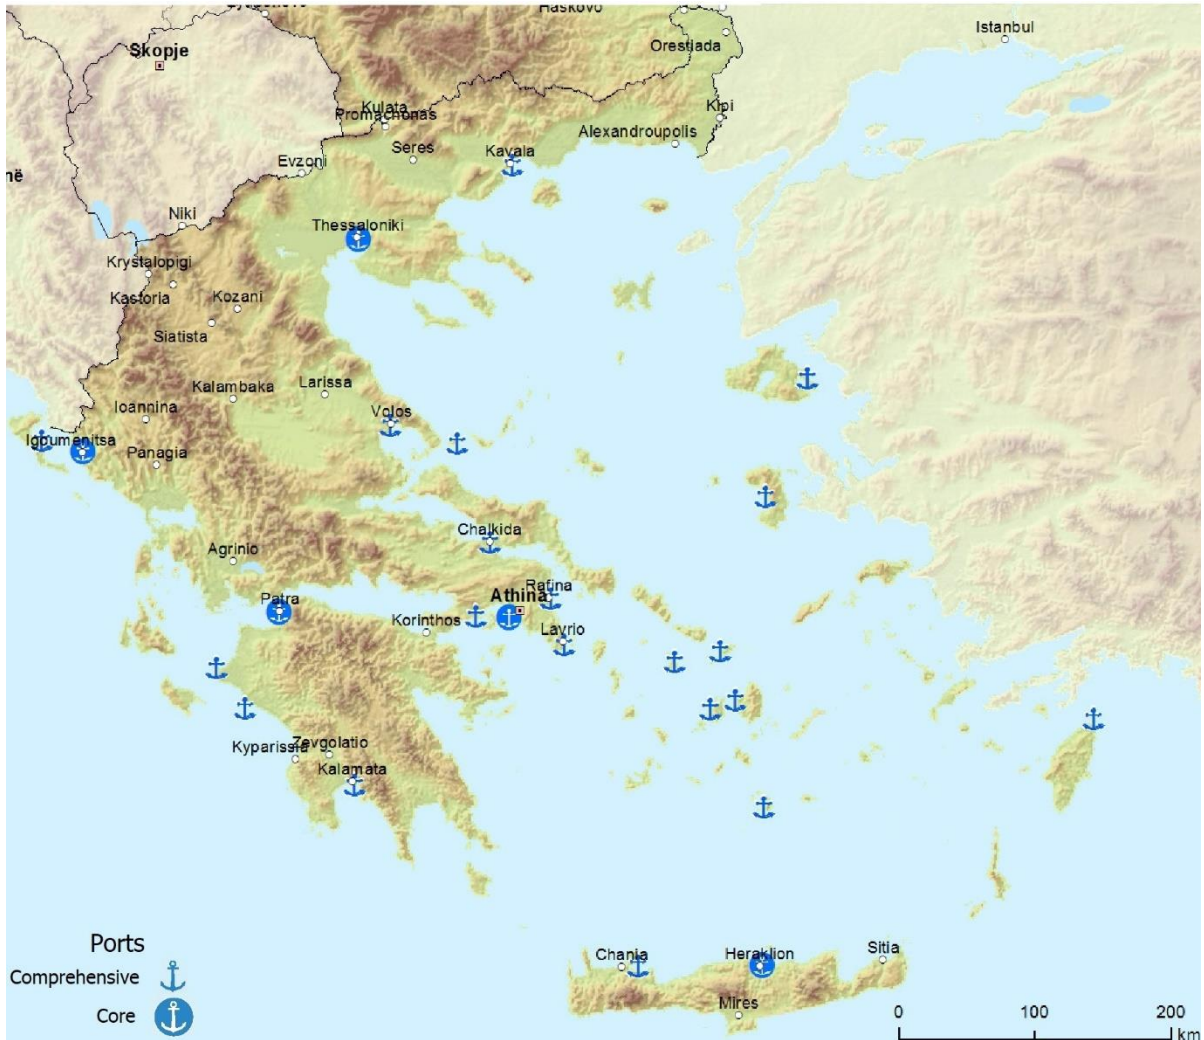 Haskovo
Istanbul
Orestiada
Skopje
Kulata
Promachonas
Kipi
Alexandroupolis
Seres
Kavala
Evzoni
Niki
Thessaloniki
Krystalopigi
Kastoria
Kozani
Siatista
Kalambaka
Larissa
Ioannina
Volos
Igoumenitsa
Panagia
Chalkida
Agrinio
Rafina
Athina
Patra
Korinthos
Lavrio
Kyparissia
Zevgolatio
Kalamata
Ports
Comprehensive
Core
Chania
Heraklion
Sitia
Mires
0 100 200
km